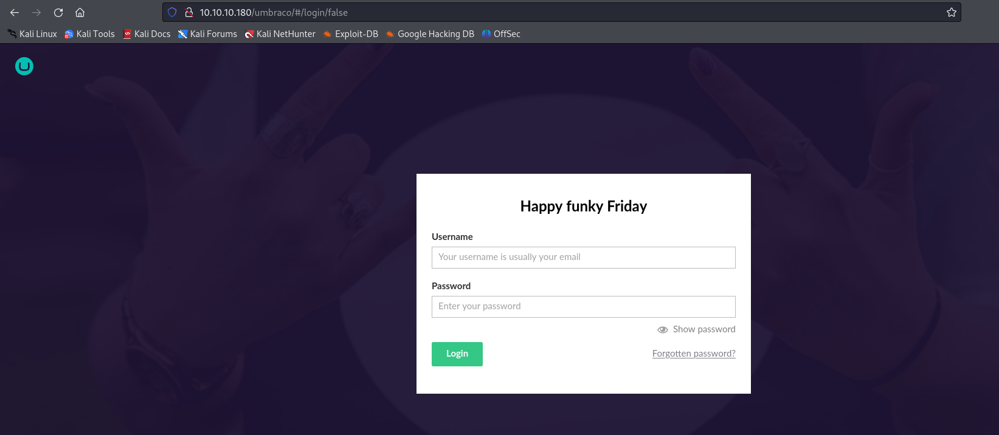 10.10.10.180/umbraco/#/login/false
Kali Linux Kali Tools Kali Docs Kali Forums Kali NetHunter Exploit-DB Google Hacking DB OffSec
Happy funky Friday
Username
Your username is usually your email
Password
Enter your password
Show password
Login Forgotten password?